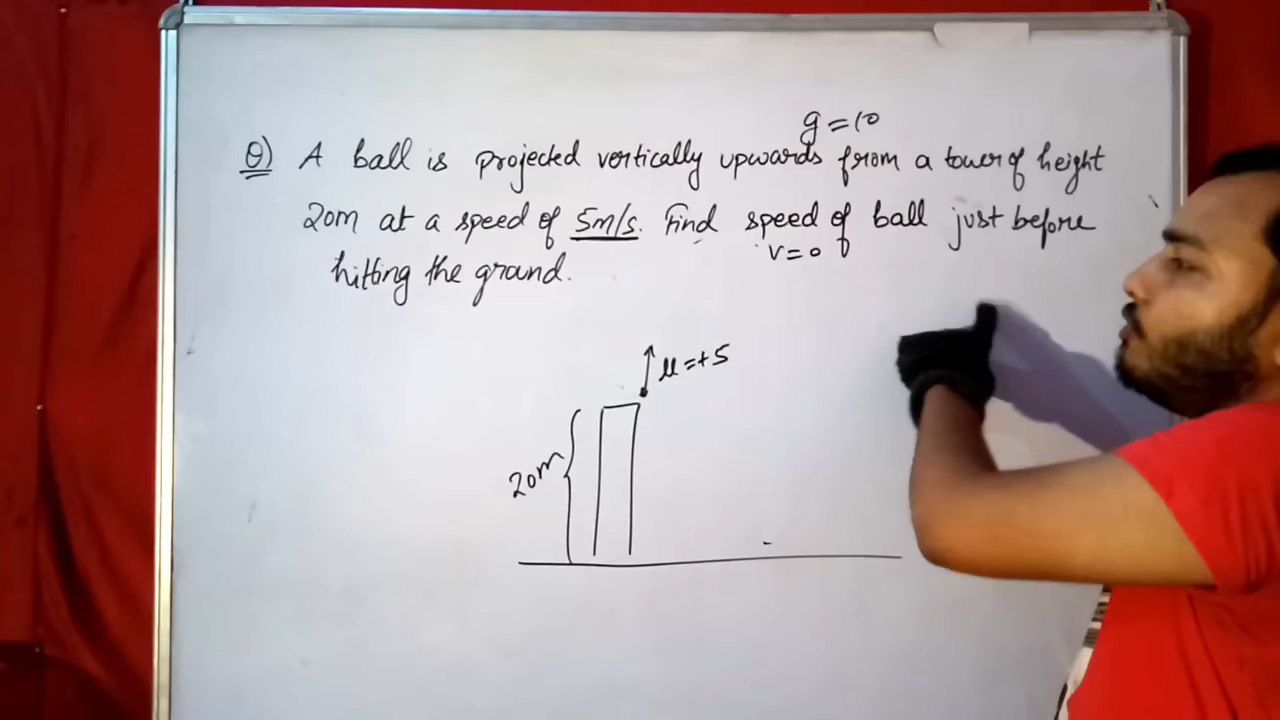 g=10
Q) A ball is projected vertically upwards from a tower of height
20m at a speed of 5m/s. Find speed of ball just before
v=0
hitting the ground.
u=+5
20m